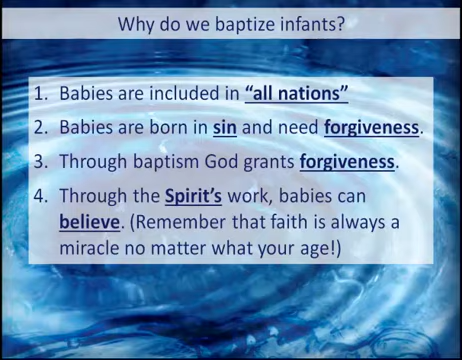 Why do we baptize infants?
1. Babies are included in “all nations”
2. Babies are born in sin and need forgiveness.
3. Through baptism God grants forgiveness.
4. Through the Spirit’s work, babies can
believe. (Remember that faith is always a
miracle no matter what your age!)